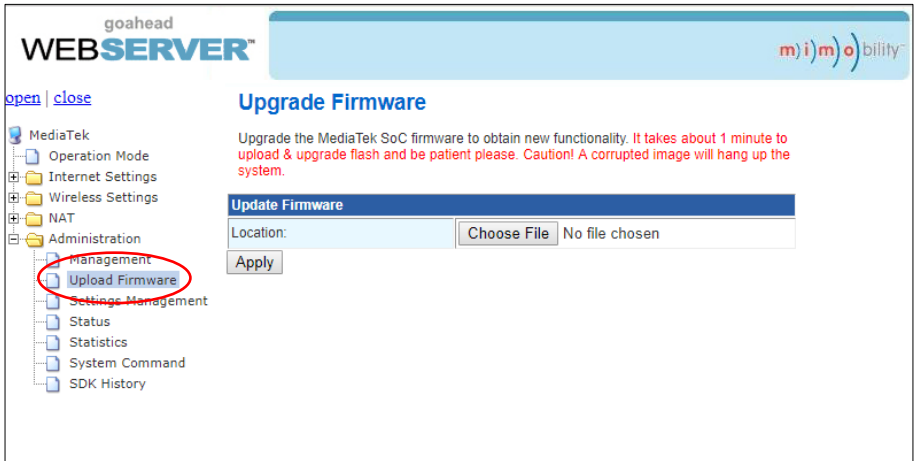 goahead
WEBSERVER™
m)i)m)o)bility™
open | close
MediaTek
Operation Mode
Internet Settings
Wireless Settings
NAT
Administration
Management
Upload Firmware
Settings Management
Status
Statistics
System Command
SDK History
Upgrade Firmware
Upgrade the MediaTek SoC firmware to obtain new functionality. It takes about 1 minute to
upload & upgrade flash and be patient please. Caution! A corrupted image will hang up the
system.
Update Firmware
Location: Choose File No file chosen
Apply